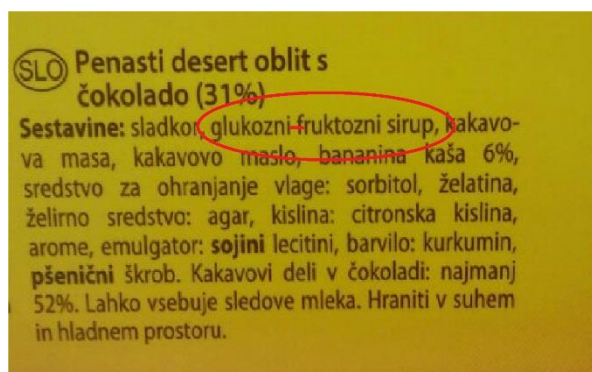 SLO Penasti desert oblit s
čokolado (31%)
Sestavine: sladkor, glukozni-fruktozni sirup, kakavo-
va masa, kakavovo maslo, bananina kaša 6%,
sredstvo za ohranjanje vlage: sorbitol, želatina,
želirno sredstvo: agar, kislina: citronska kislina,
arome, emulgator: sojini lecitini, barvilo: kurkumin,
pšenični škrob. Kakavovi deli v čokoladi: najmanj
52%. Lahko vsebuje sledove mleka. Hraniti v suhem
in hladnem prostoru.